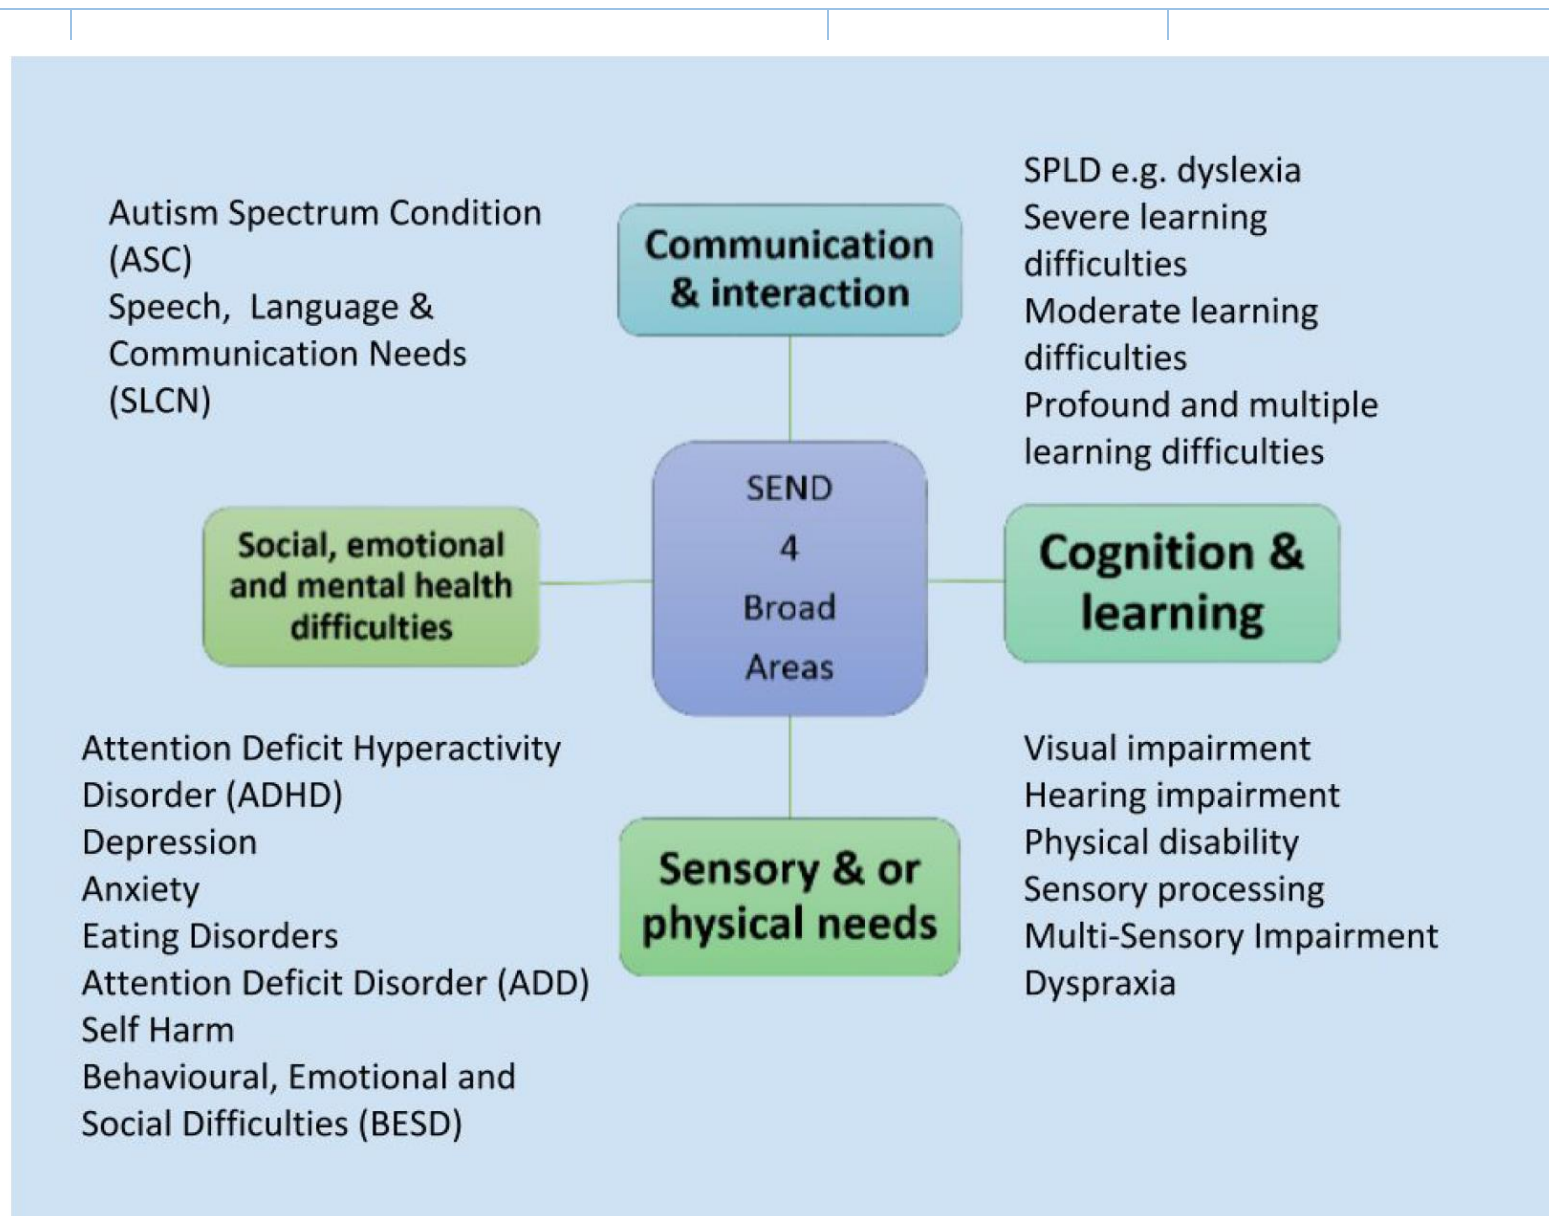 Autism Spectrum Condition
(ASC)
Speech, Language &
Communication Needs
(SLCN)
Communication
& interaction
SPLD e.g. dyslexia
Severe learning
difficulties
Moderate learning
difficulties
Profound and multiple
learning difficulties
Social, emotional
and mental health
difficulties
SEND
4
Broad
Areas
Cognition &
learning
Attention Deficit Hyperactivity
Disorder (ADHD)
Depression
Anxiety
Eating Disorders
Attention Deficit Disorder (ADD)
Self Harm
Behavioural, Emotional and
Social Difficulties (BESD)
Sensory & or
physical needs
Visual impairment
Hearing impairment
Physical disability
Sensory processing
Multi-Sensory Impairment
Dyspraxia